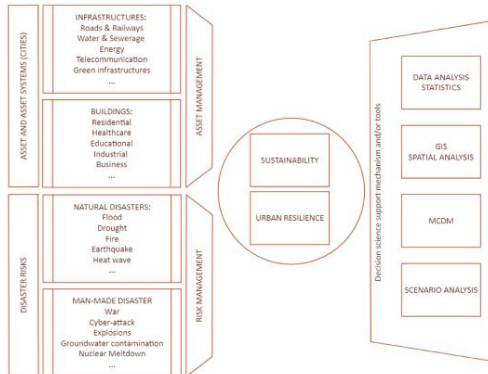 ASSET AND ASSET SYSTEMS (CITIES)
INFRASTRUCTURES:
Roads & Railways
Water & Sewerage
Energy
Telecommunication
Green infrastructures
...
BUILDINGS:
Residential
Healthcare
Educational
Industrial
Business
...
ASSET MANAGEMENT
DISASTER RISKS
NATURAL DISASTERS:
Flood
Drought
Fire
Earthquake
Heat wave
...
MAN-MADE DISASTER
War
Cyber-attack
Explosions
Groundwater contamination
Nuclear Meltdown
...
RISK MANAGEMENT
SUSTAINABILITY
URBAN RESILIENCE
Decision science support mechanism and/or tools
DATA ANALYSIS
STATISTICS
GIS
SPATIAL ANALYSIS
MCDM
SCENARIO ANALYSIS